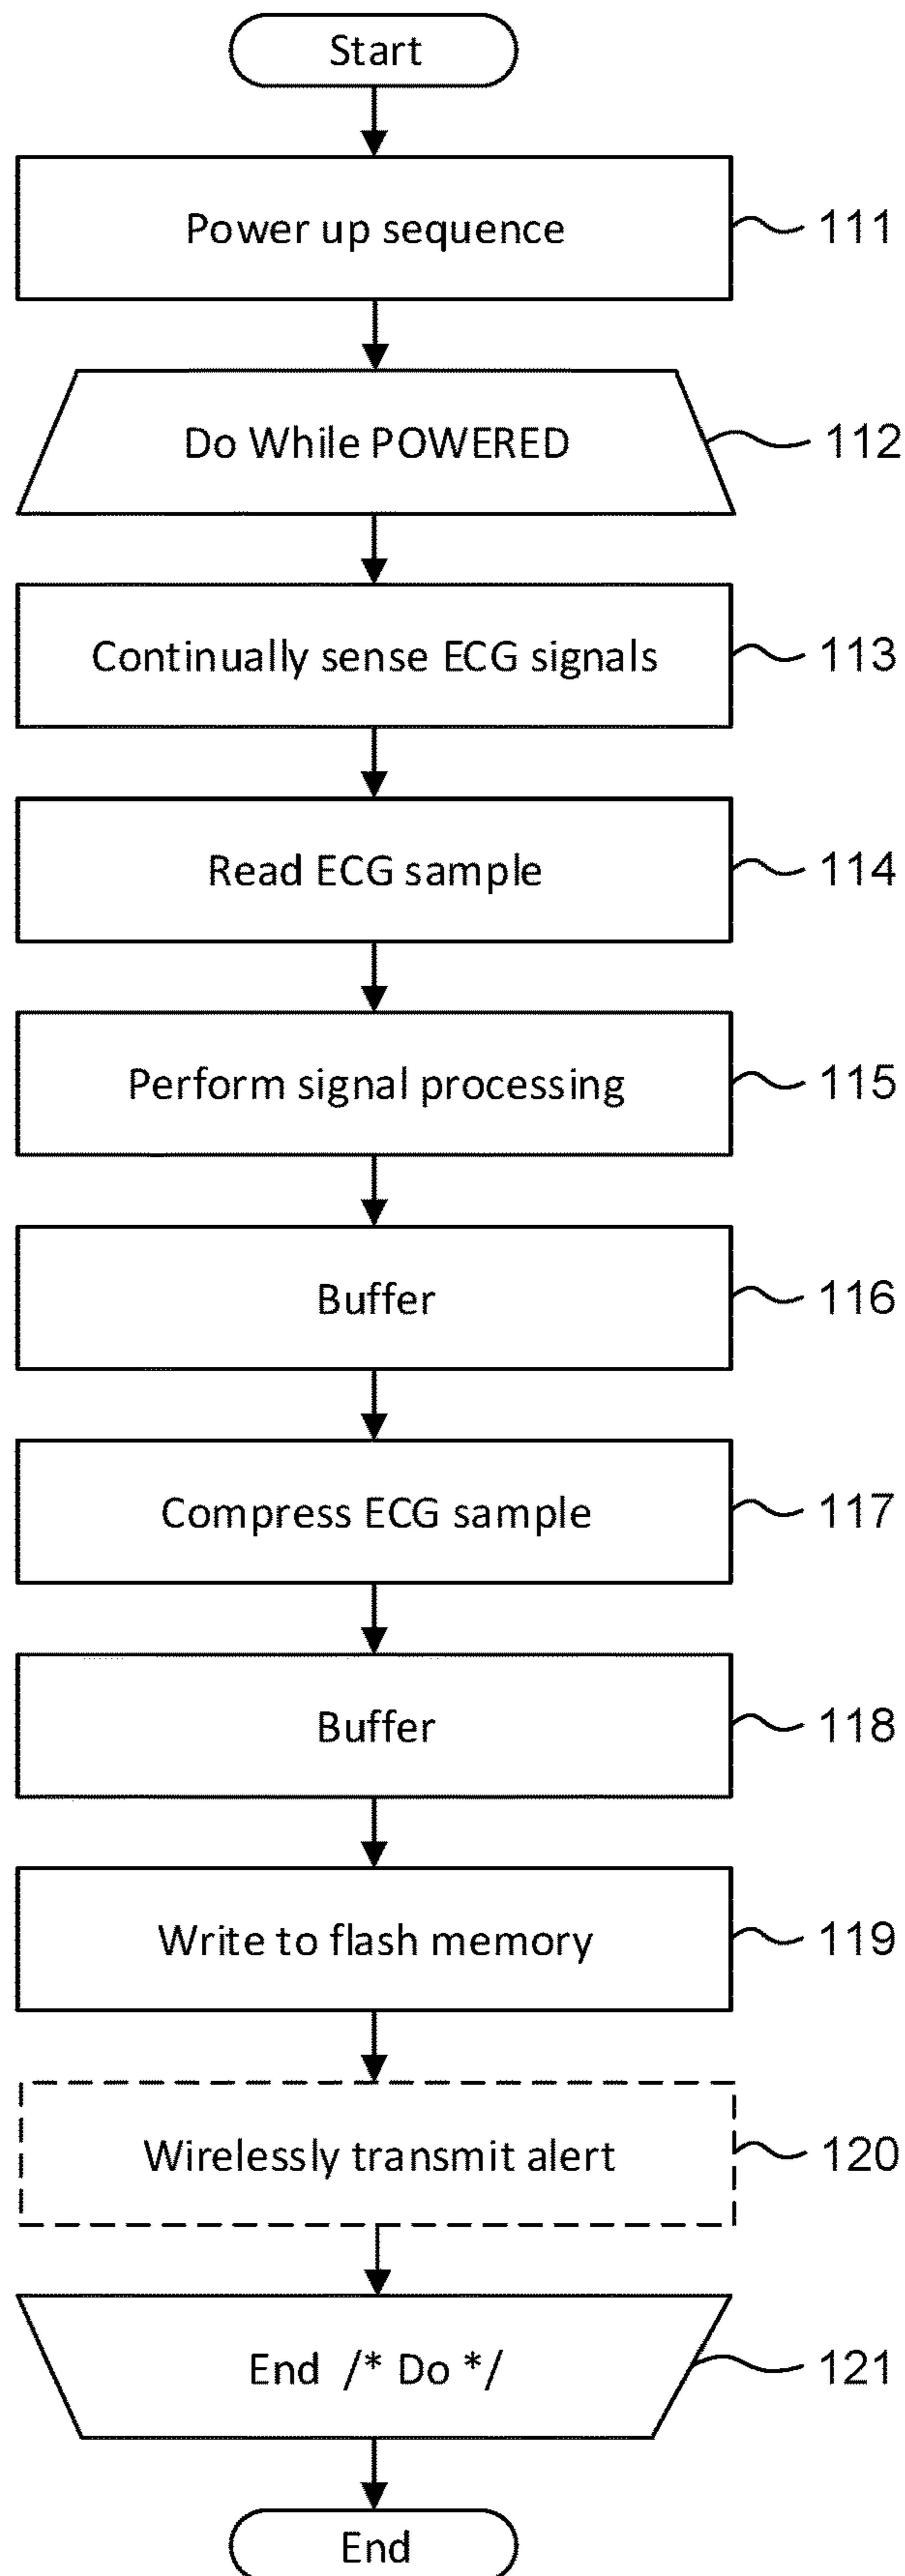 Start
Power up sequence 111
Do While POWERED 112
Continually sense ECG signals 113
Read ECG sample 114
Perform signal processing 115
Buffer 116
Compress ECG sample 117
Buffer 118
Write to flash memory 119
Wirelessly transmit alert 120
End /* Do */ 121
End